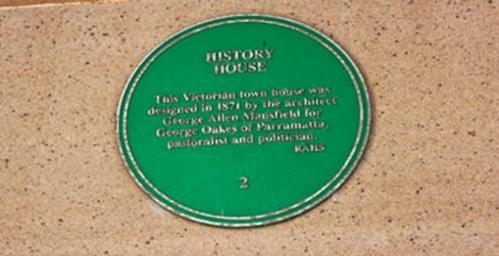 HISTORY
HOUSE
This Victorian town house was
designed in 1871 by the architect
George Allen Mansfield for
George Oakes of Parramatta,
pastoralist and politician.
RAHS
2